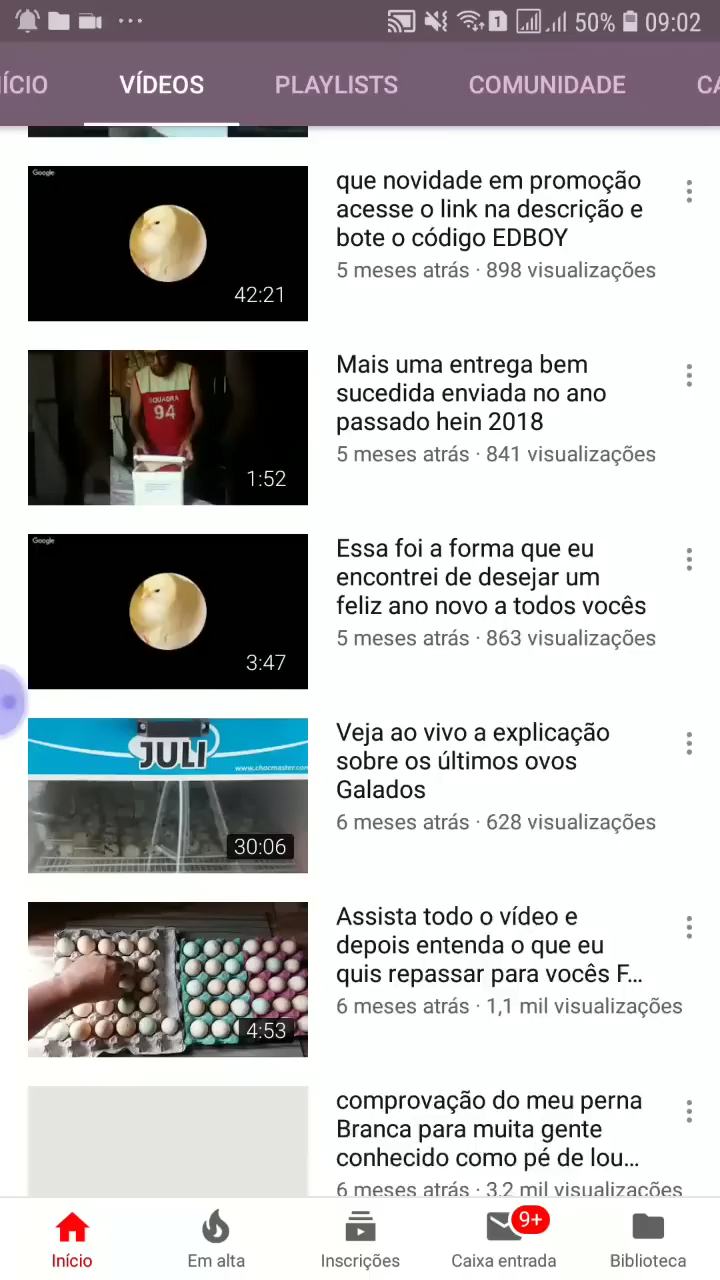 1 50% 09:02
ÍCIO VÍDEOS PLAYLISTS COMUNIDADE CA
Google
42:21
que novidade em promoção
acesse o link na descrição e
bote o código EDBOY
5 meses atrás · 898 visualizações
SQUADRA
94
1:52
Mais uma entrega bem
sucedida enviada no ano
passado hein 2018
5 meses atrás · 841 visualizações
Google
3:47
Essa foi a forma que eu
encontrei de desejar um
feliz ano novo a todos vocês
5 meses atrás · 863 visualizações
JULI
www.chocmaster.com
30:06
Veja ao vivo a explicação
sobre os últimos ovos
Galados
6 meses atrás · 628 visualizações
4:53
Assista todo o vídeo e
depois entenda o que eu
quis repassar para vocês F...
6 meses atrás · 1,1 mil visualizações
comprovação do meu perna
Branca para muita gente
conhecido como pé de lou...
6 meses atrás · 3,2 mil visualizações
9+
Início Em alta Inscrições Caixa entrada Biblioteca